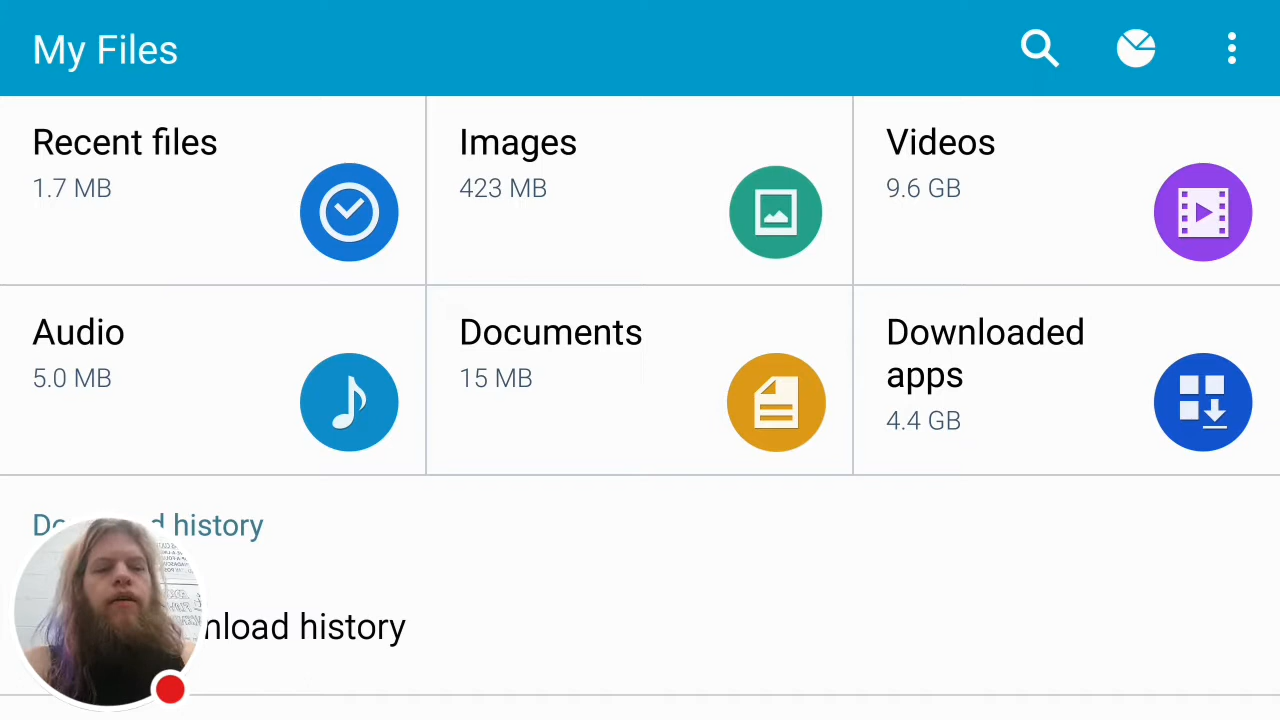 My Files
Recent files
1.7 MB
Images
423 MB
Videos
9.6 GB
Audio
5.0 MB
Documents
15 MB
Downloaded
apps
4.4 GB
history
history